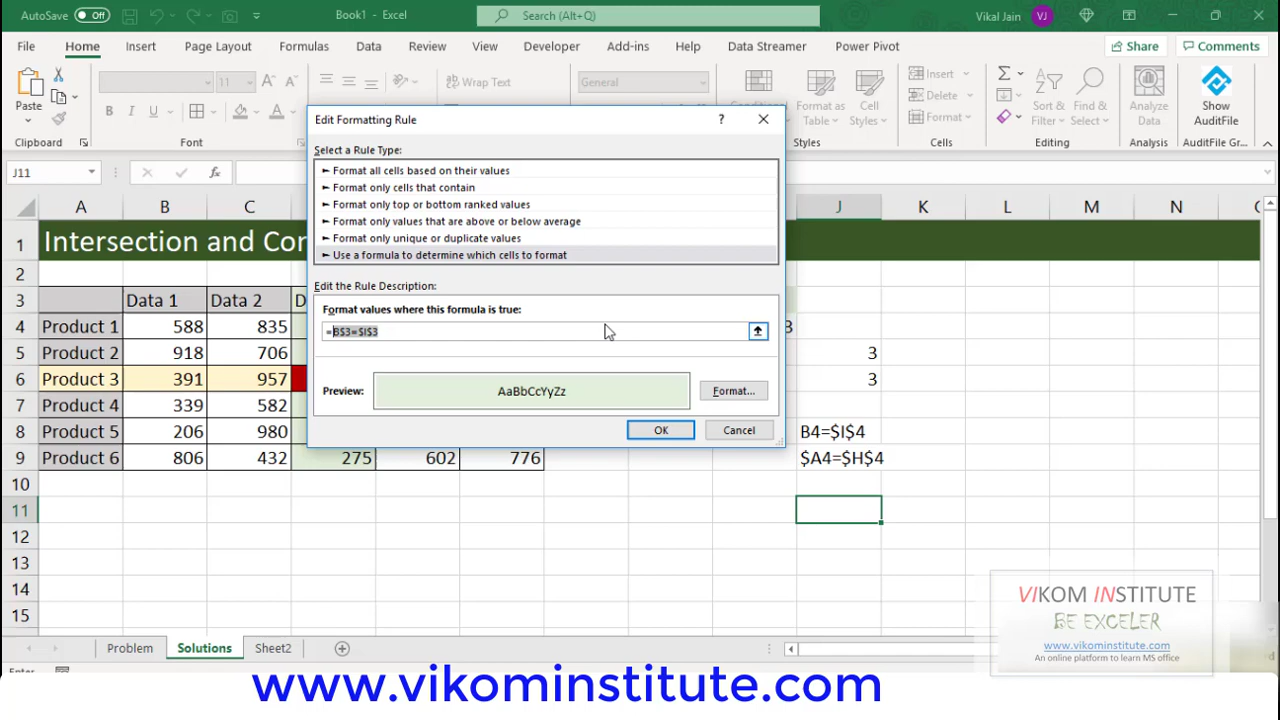 AutoSave Off Book1 - Excel Search (Alt+Q) Vikal Jain VJ
File Home Insert Page Layout Formulas Data Review View Developer Add-ins Help Data Streamer Power Pivot Share Comments
Paste 11 Wrap Text General Format as Table Cell Styles Insert Delete Format Sort & Filter Find & Select Analyze Data Show AuditFile
Clipboard Font Styles Cells Editing Analysis AuditFile Gr...
J11
Edit Formatting Rule ?
Select a Rule Type:
► Format all cells based on their values
► Format only cells that contain
► Format only top or bottom ranked values
► Format only values that are above or below average
► Format only unique or duplicate values
► Use a formula to determine which cells to format
Edit the Rule Description:
Format values where this formula is true:
=B$3=$I$3
Preview: AaBbCcYyZz Format...
OK Cancel
A B C J K L M N
1 Intersection and Co
2
3 Data 1 Data 2 D
4 Product 1 588 835 3
5 Product 2 918 706 3
6 Product 3 391 957 3
7 Product 4 339 582
8 Product 5 206 980 B4=$I$4
9 Product 6 806 432 275 602 776 $A4=$H$4
10
11
12
13
14
15
VIKOM INSTITUTE
BE EXCELER
www.vikominstitute.com
An online platform to learn MS office
Problem Solutions Sheet2
www.vikominstitute.com